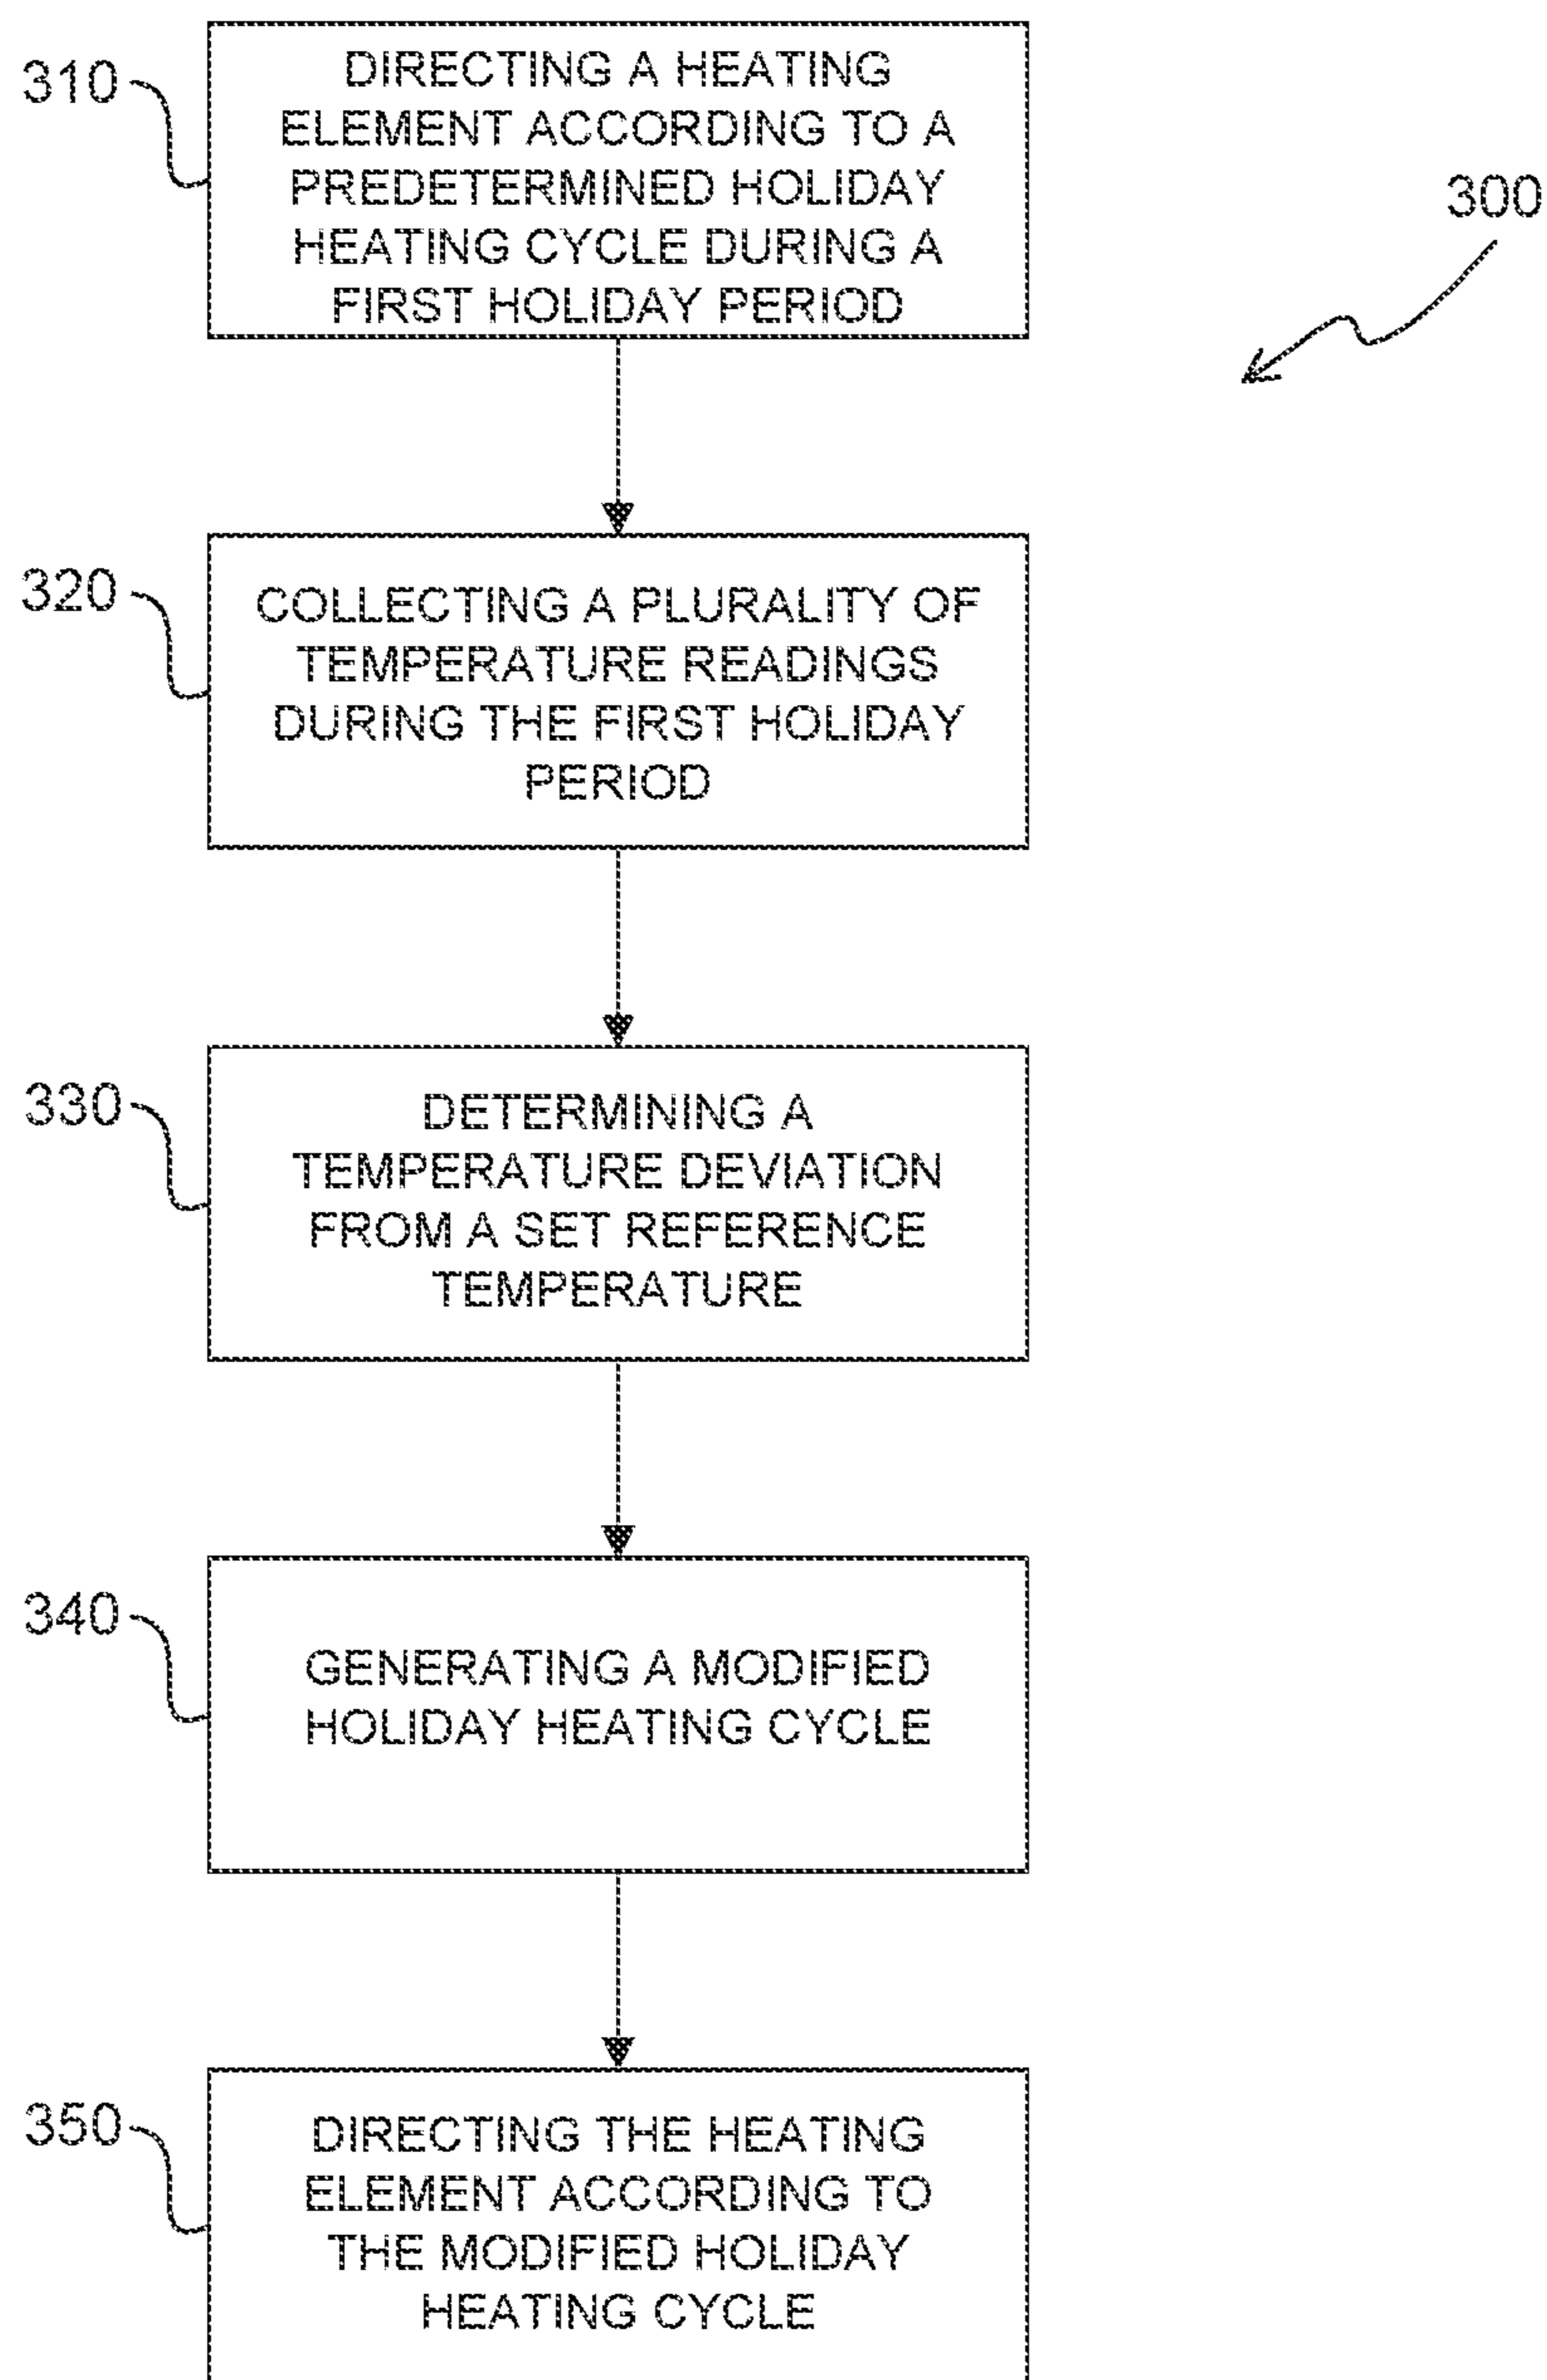 310
DIRECTING A HEATING
ELEMENT ACCORDING TO A
PREDETERMINED HOLIDAY
HEATING CYCLE DURING A
FIRST HOLIDAY PERIOD
300
320
COLLECTING A PLURALITY OF
TEMPERATURE READINGS
DURING THE FIRST HOLIDAY
PERIOD
330
DETERMINING A
TEMPERATURE DEVIATION
FROM A SET REFERENCE
TEMPERATURE
340
GENERATING A MODIFIED
HOLIDAY HEATING CYCLE
350
DIRECTING THE HEATING
ELEMENT ACCORDING TO
THE MODIFIED HOLIDAY
HEATING CYCLE